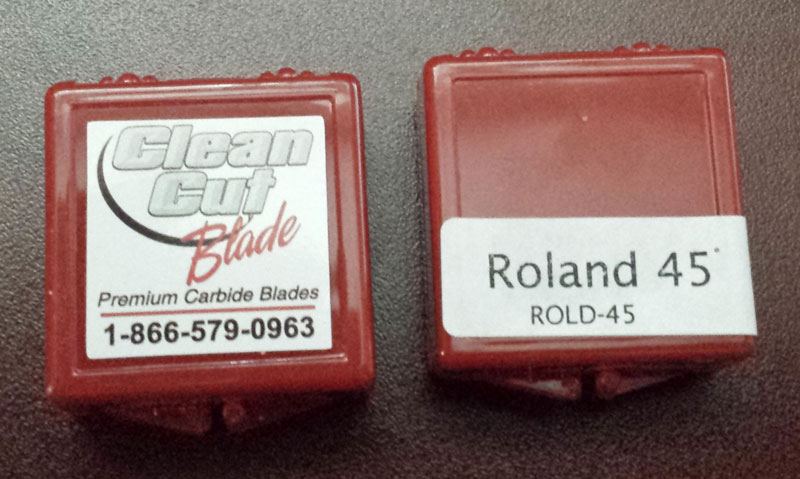 Clean
Cut
Blade
Premium Carbide Blades
1-866-579-0963
Roland 45°
ROLD-45